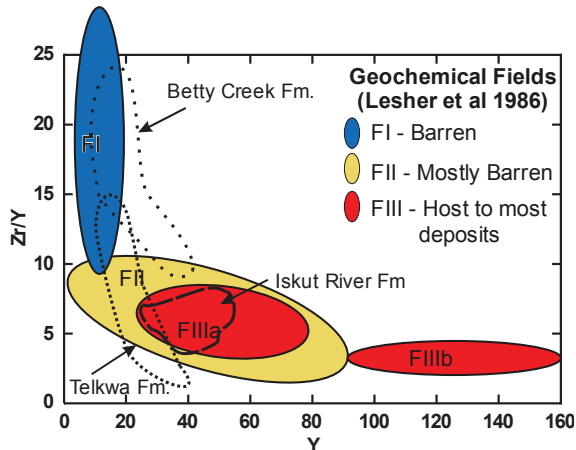 Geochemical Fields
(Lesher et al 1986)
FI - Barren
FII - Mostly Barren
FIII - Host to most
deposits
Betty Creek Fm.
FI
FII
Iskut River Fm
FIIIa
FIIIb
Telkwa Fm.
Zr/Y
25
20
15
10
5
0
0 20 40 60 80 100 120 140 160
Y